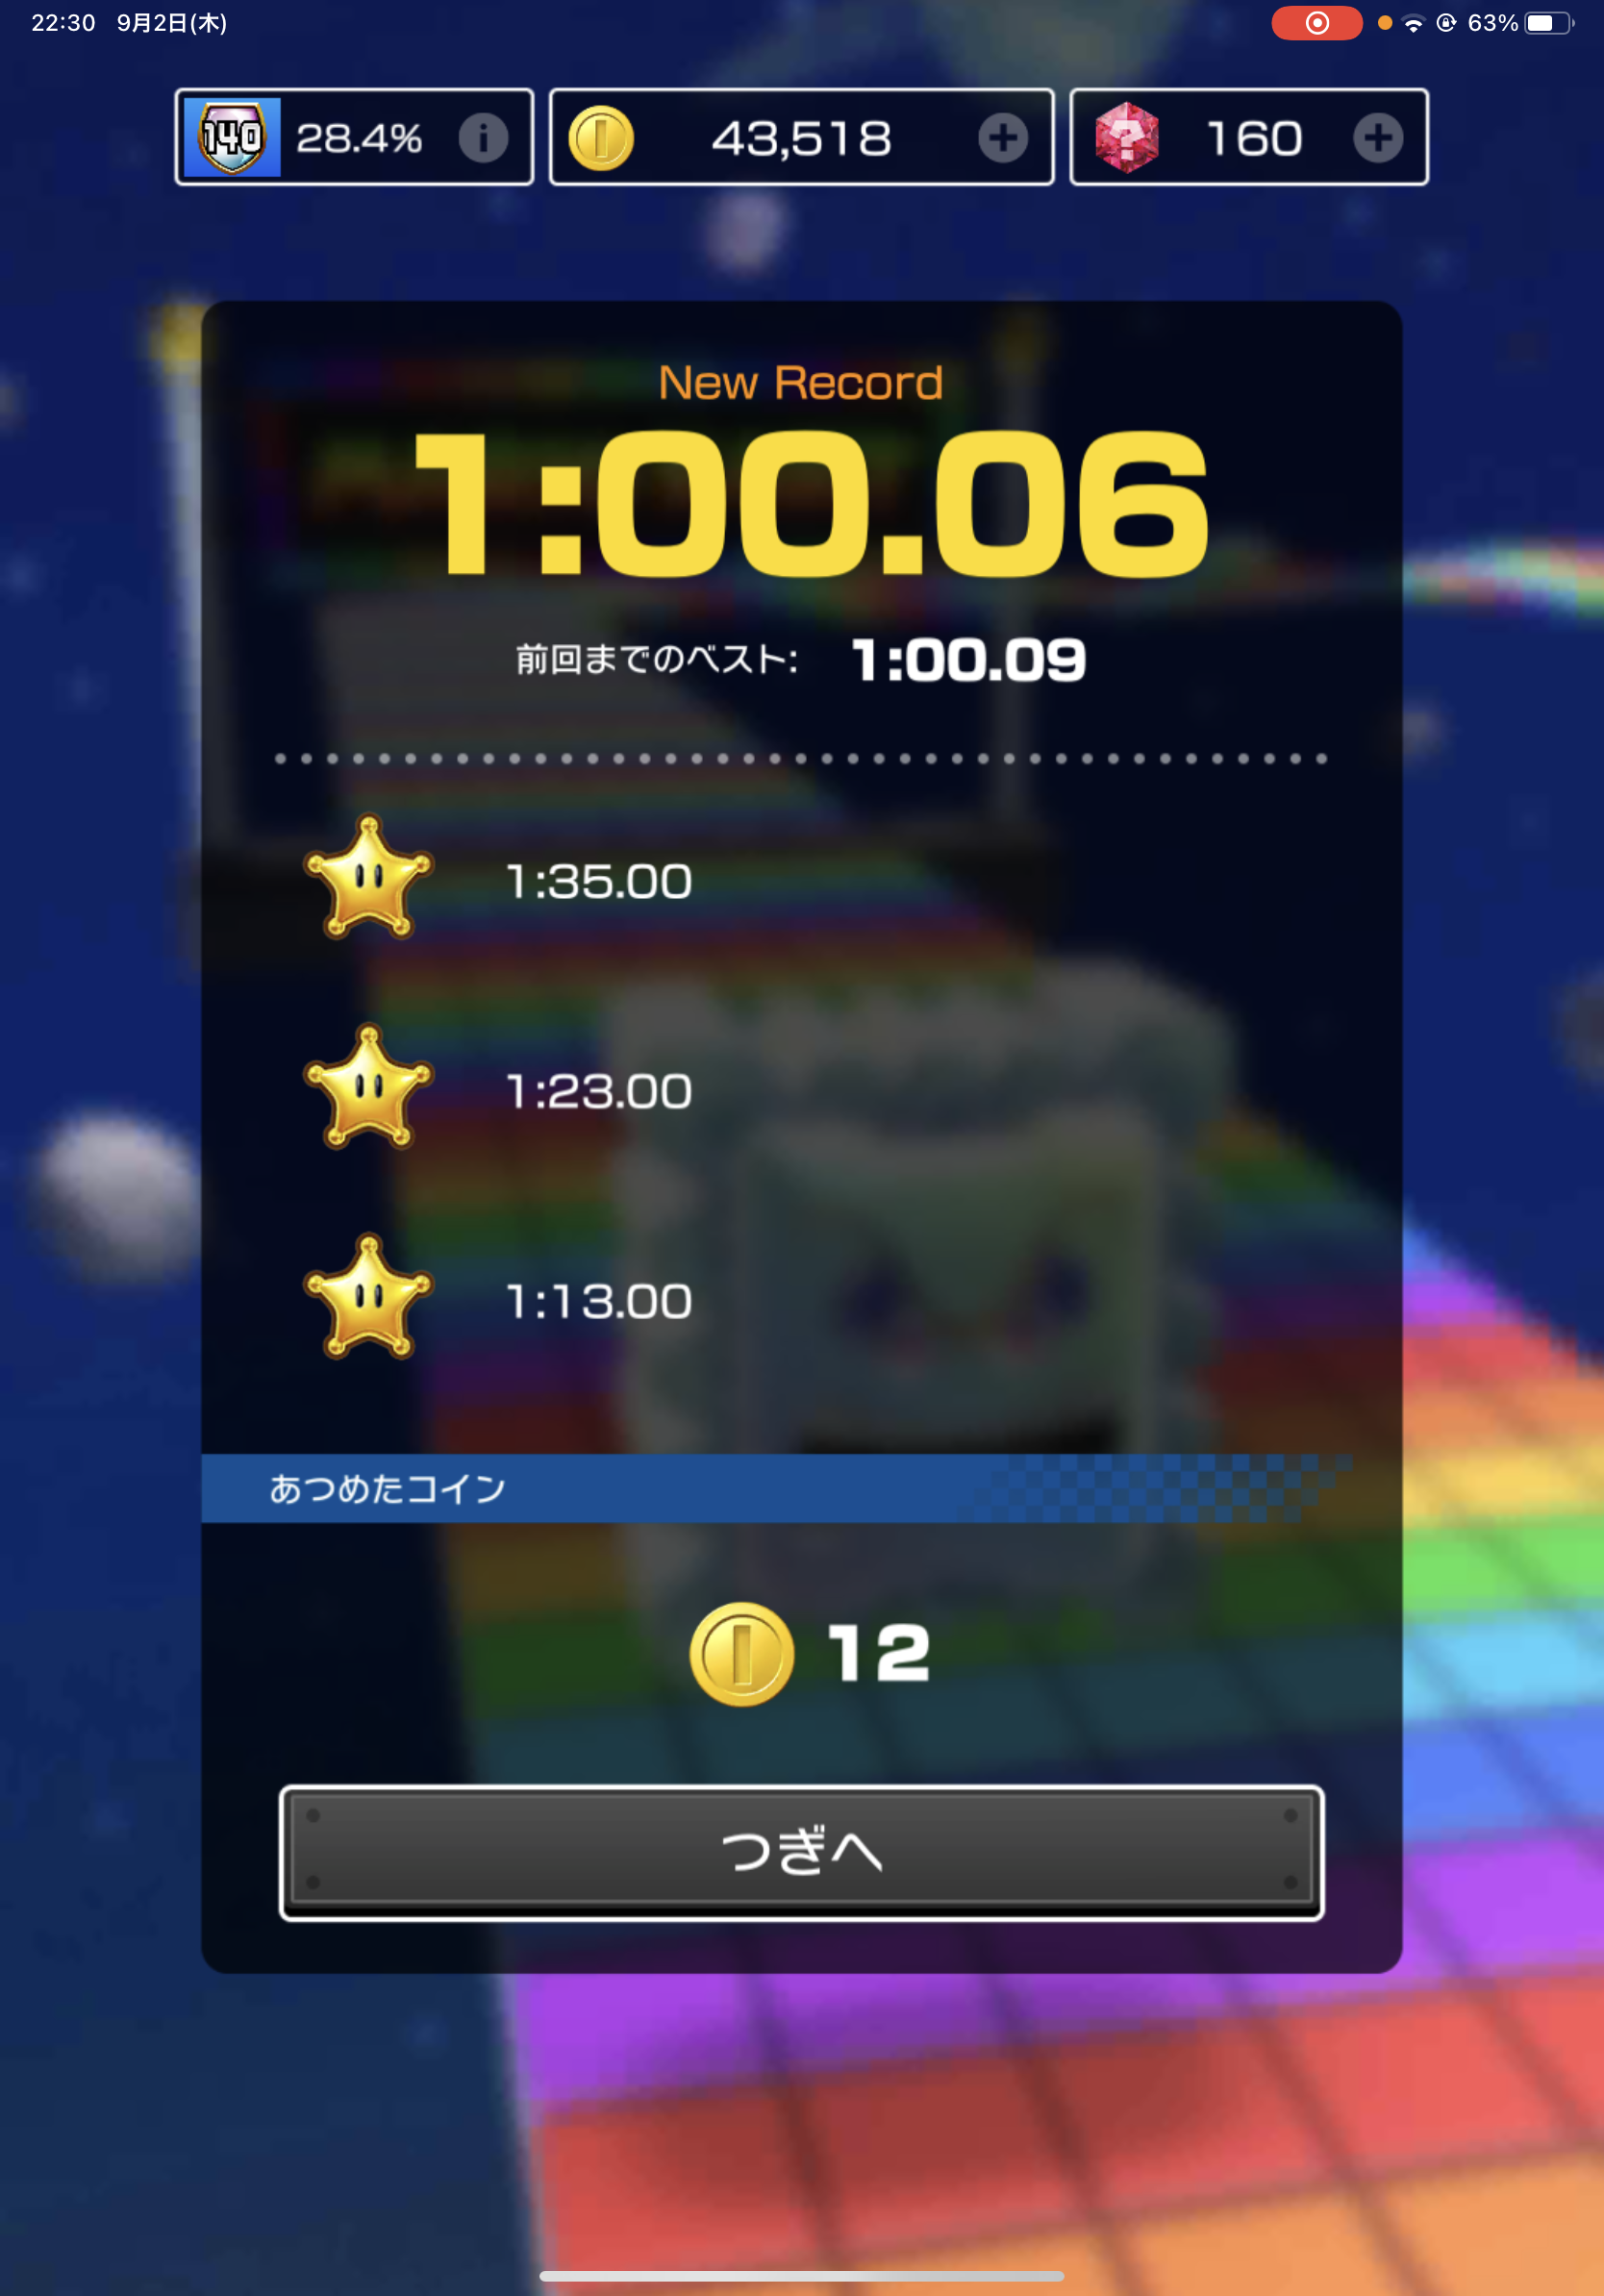 22:30 9月2日(木)
63%
140 28.4%
43,518
160
New Record
1:00.06
前回までのベスト: 1:00.09
1:35.00
1:23.00
1:13.00
あつめたコイン
12
つぎへ